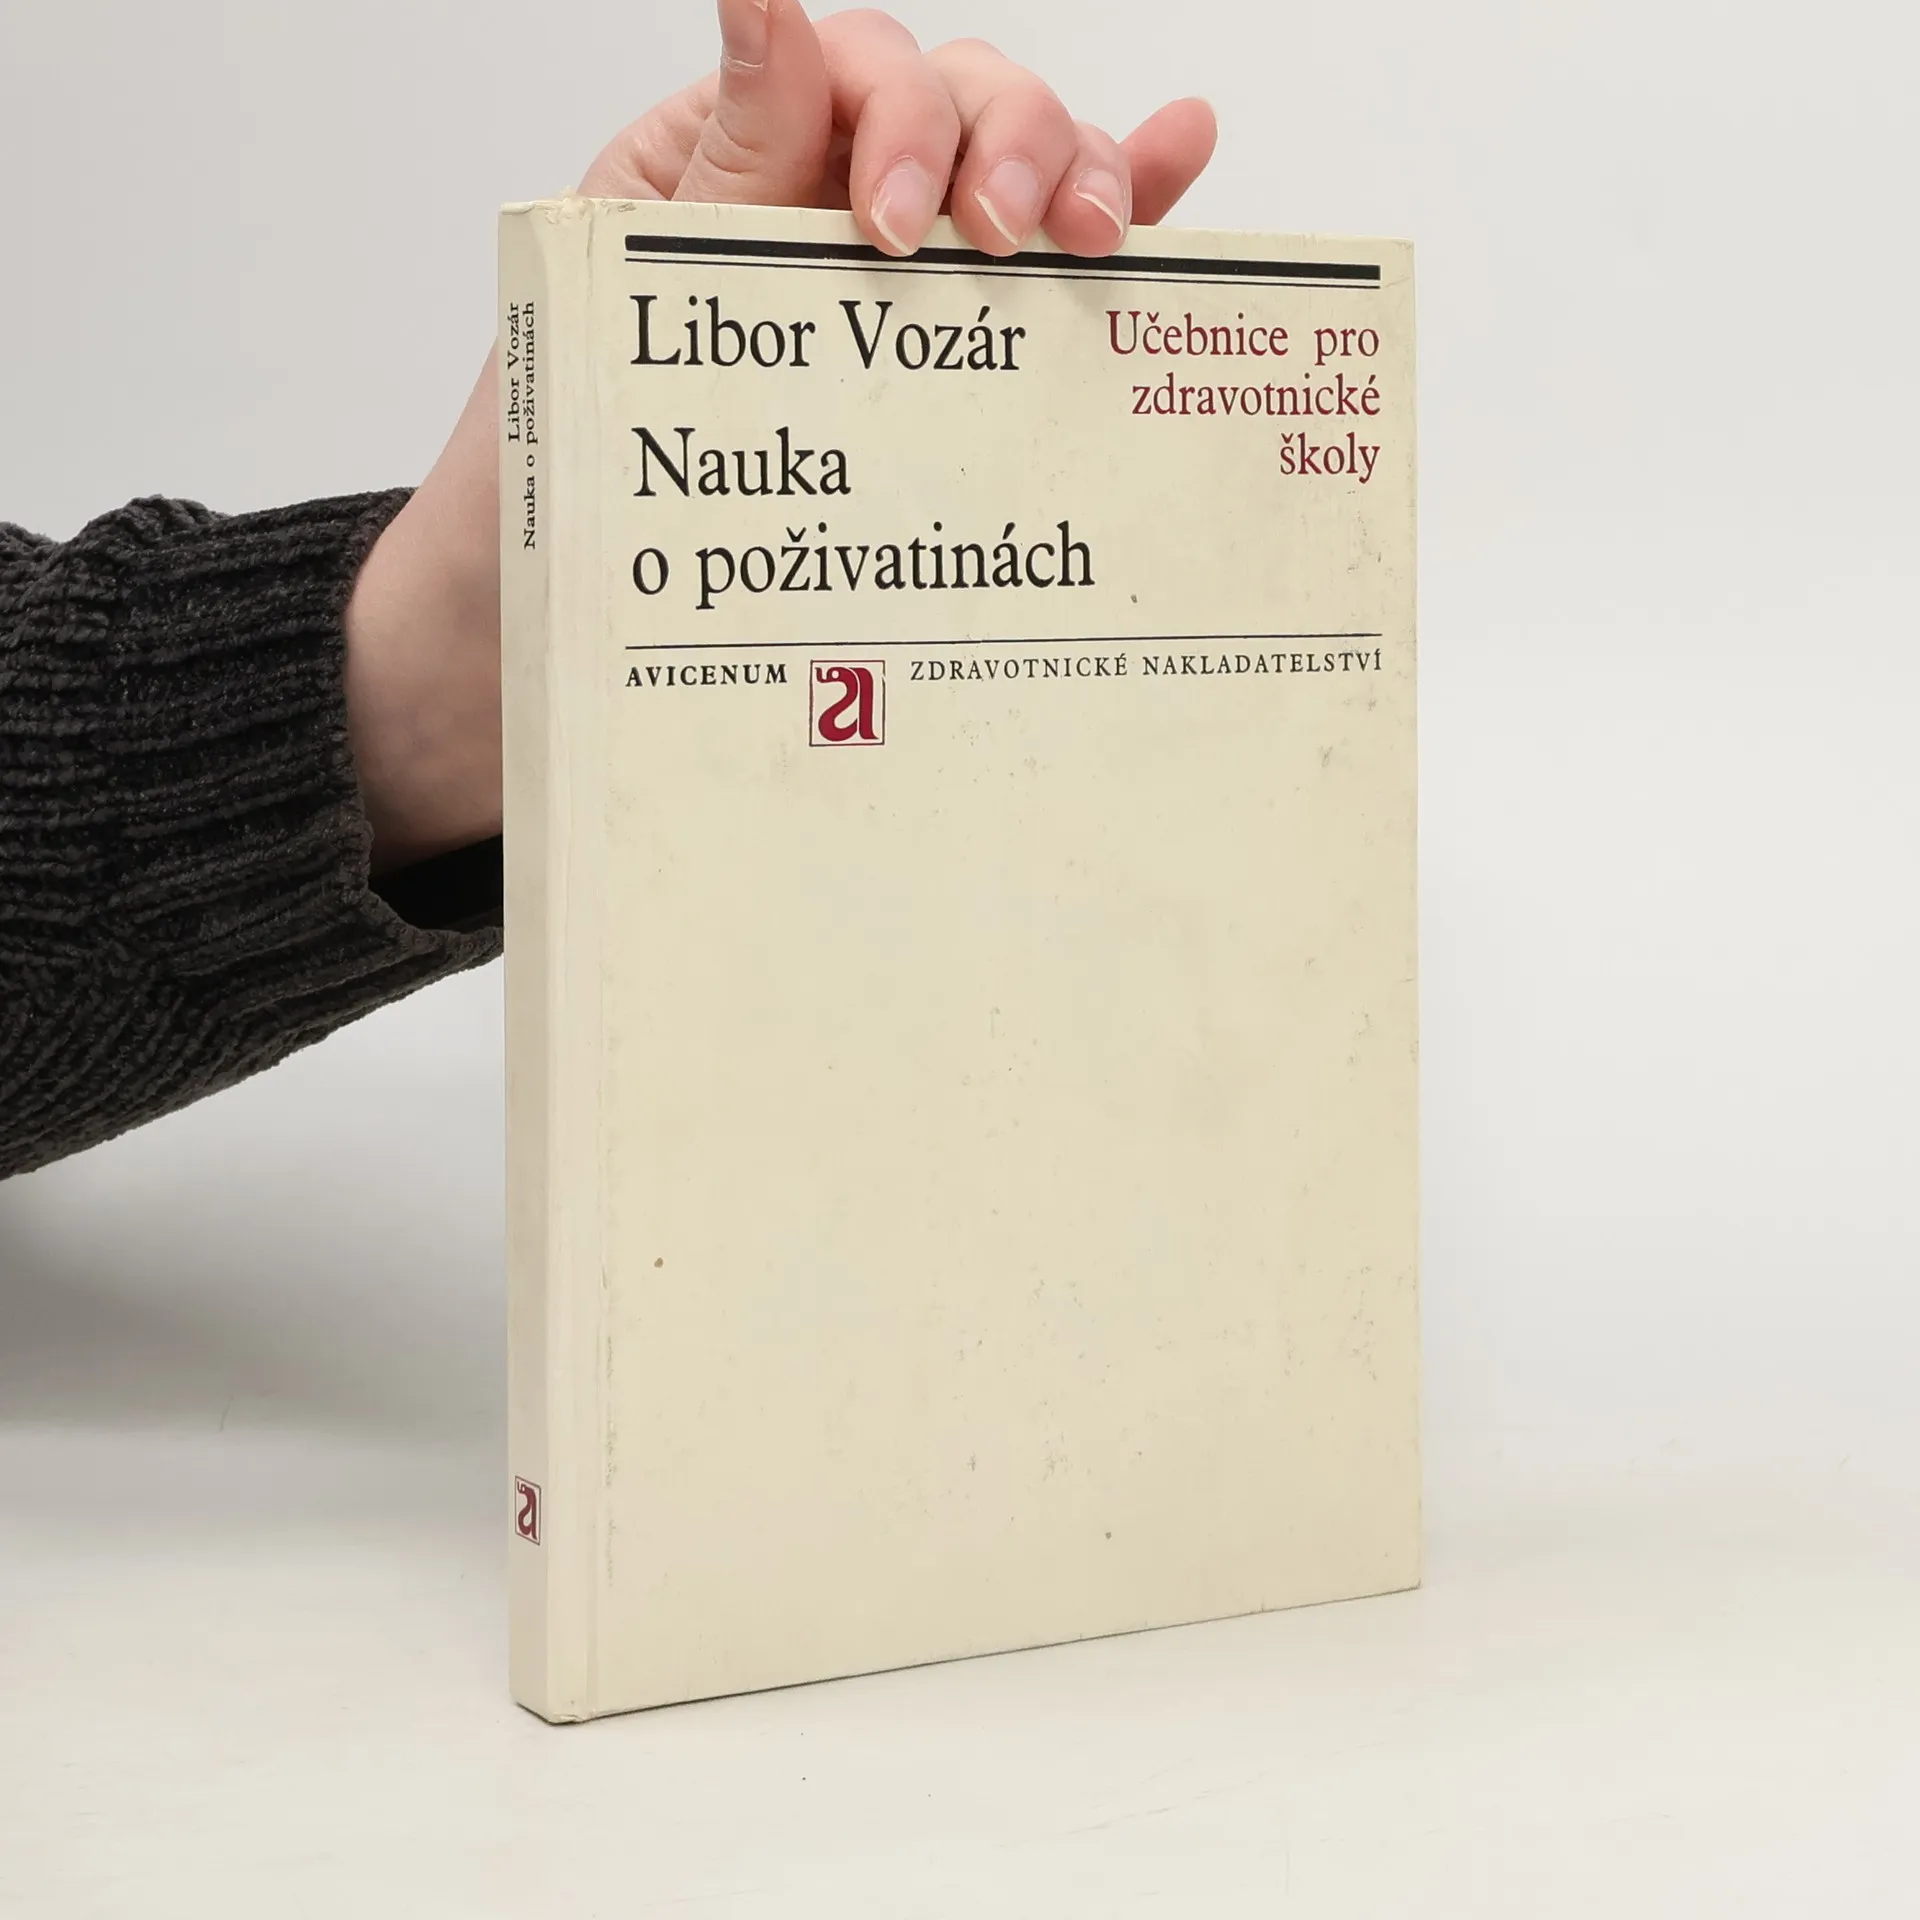 Libor Vozár
Nauka o poživatinách
Libor Vozár
Učebnice pro
zdravotnické
školy
Nauka
o poživatinách
AVICENUM
ZDRAVOTNICKÉ NAKLADATELSTVÍ